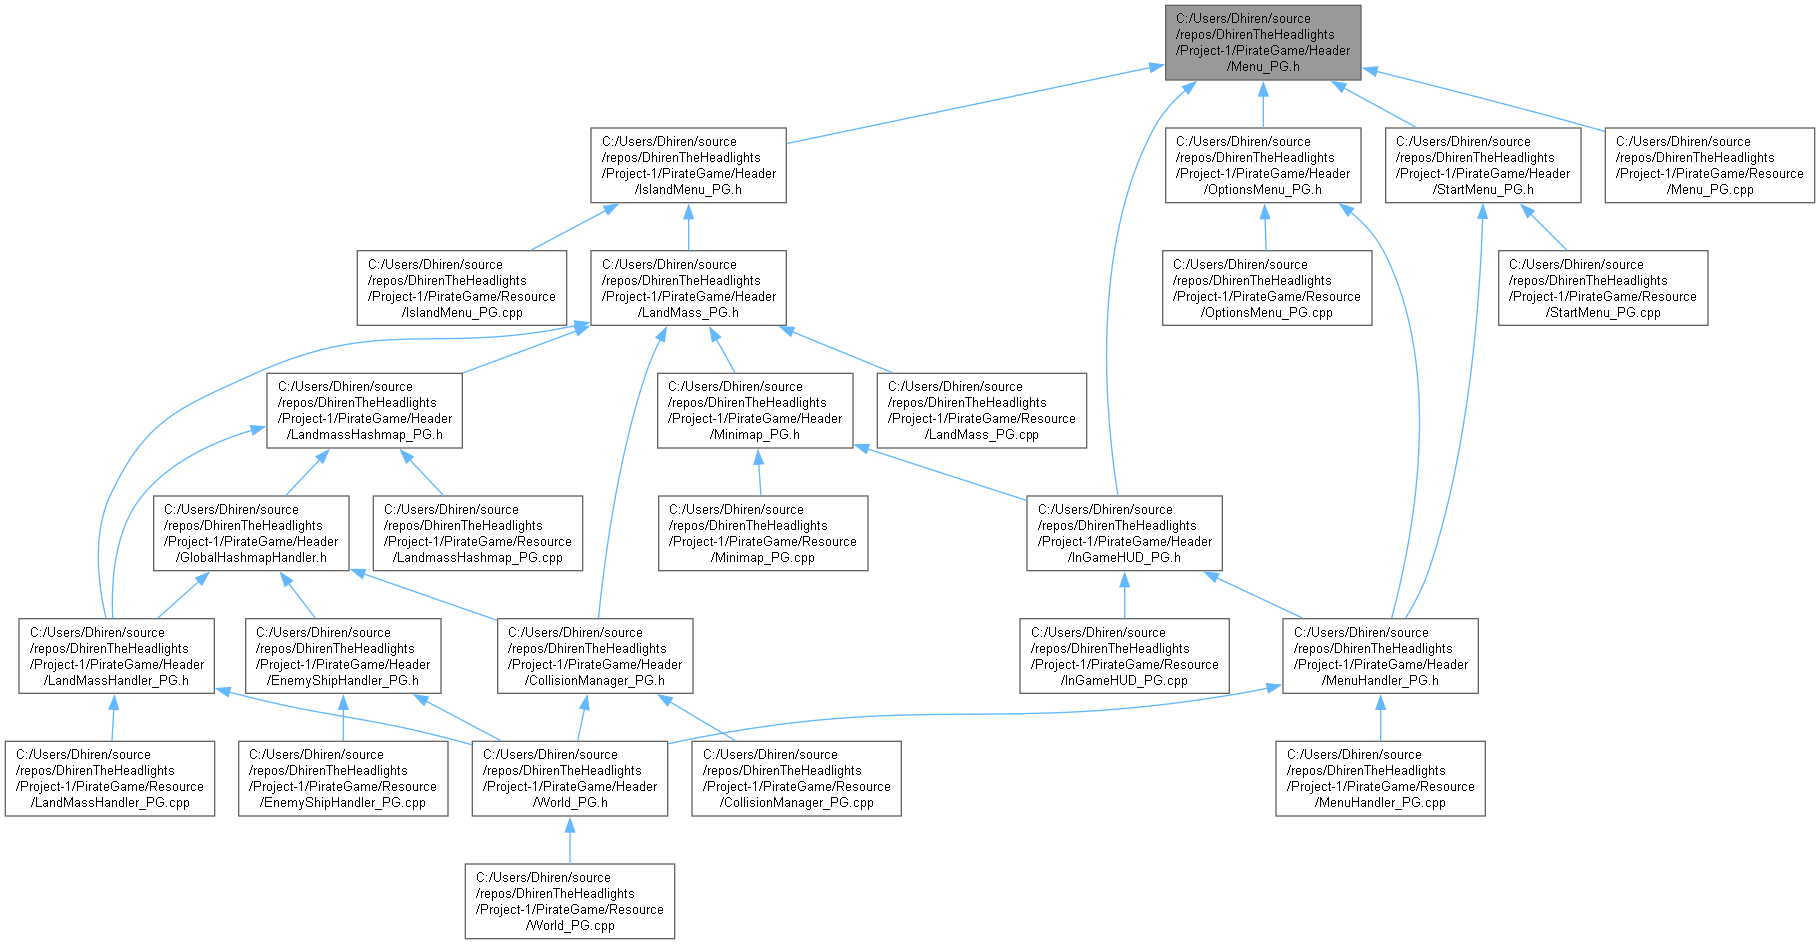 C:/Users/Dhiren/source
/repos/DhirenTheHeadlights
/Project-1/PirateGame/Header
/Menu_PG.h
C:/Users/Dhiren/source
/repos/DhirenTheHeadlights
/Project-1/PirateGame/Header
/IslandMenu_PG.h
C:/Users/Dhiren/source
/repos/DhirenTheHeadlights
/Project-1/PirateGame/Header
/OptionsMenu_PG.h
C:/Users/Dhiren/source
/repos/DhirenTheHeadlights
/Project-1/PirateGame/Header
/StartMenu_PG.h
C:/Users/Dhiren/source
/repos/DhirenTheHeadlights
/Project-1/PirateGame/Resource
/Menu_PG.cpp
C:/Users/Dhiren/source
/repos/DhirenTheHeadlights
/Project-1/PirateGame/Resource
/IslandMenu_PG.cpp
C:/Users/Dhiren/source
/repos/DhirenTheHeadlights
/Project-1/PirateGame/Header
/LandMass_PG.h
C:/Users/Dhiren/source
/repos/DhirenTheHeadlights
/Project-1/PirateGame/Resource
/OptionsMenu_PG.cpp
C:/Users/Dhiren/source
/repos/DhirenTheHeadlights
/Project-1/PirateGame/Resource
/StartMenu_PG.cpp
C:/Users/Dhiren/source
/repos/DhirenTheHeadlights
/Project-1/PirateGame/Header
/LandmassHashmap_PG.h
C:/Users/Dhiren/source
/repos/DhirenTheHeadlights
/Project-1/PirateGame/Header
/Minimap_PG.h
C:/Users/Dhiren/source
/repos/DhirenTheHeadlights
/Project-1/PirateGame/Resource
/LandMass_PG.cpp
C:/Users/Dhiren/source
/repos/DhirenTheHeadlights
/Project-1/PirateGame/Header
/GlobalHashmapHandler.h
C:/Users/Dhiren/source
/repos/DhirenTheHeadlights
/Project-1/PirateGame/Resource
/LandmassHashmap_PG.cpp
C:/Users/Dhiren/source
/repos/DhirenTheHeadlights
/Project-1/PirateGame/Resource
/Minimap_PG.cpp
C:/Users/Dhiren/source
/repos/DhirenTheHeadlights
/Project-1/PirateGame/Header
/InGameHUD_PG.h
C:/Users/Dhiren/source
/repos/DhirenTheHeadlights
/Project-1/PirateGame/Header
/LandMassHandler_PG.h
C:/Users/Dhiren/source
/repos/DhirenTheHeadlights
/Project-1/PirateGame/Header
/EnemyShipHandler_PG.h
C:/Users/Dhiren/source
/repos/DhirenTheHeadlights
/Project-1/PirateGame/Header
/CollisionManager_PG.h
C:/Users/Dhiren/source
/repos/DhirenTheHeadlights
/Project-1/PirateGame/Resource
/InGameHUD_PG.cpp
C:/Users/Dhiren/source
/repos/DhirenTheHeadlights
/Project-1/PirateGame/Header
/MenuHandler_PG.h
C:/Users/Dhiren/source
/repos/DhirenTheHeadlights
/Project-1/PirateGame/Resource
/LandMassHandler_PG.cpp
C:/Users/Dhiren/source
/repos/DhirenTheHeadlights
/Project-1/PirateGame/Resource
/EnemyShipHandler_PG.cpp
C:/Users/Dhiren/source
/repos/DhirenTheHeadlights
/Project-1/PirateGame/Header
/World_PG.h
C:/Users/Dhiren/source
/repos/DhirenTheHeadlights
/Project-1/PirateGame/Resource
/CollisionManager_PG.cpp
C:/Users/Dhiren/source
/repos/DhirenTheHeadlights
/Project-1/PirateGame/Resource
/MenuHandler_PG.cpp
C:/Users/Dhiren/source
/repos/DhirenTheHeadlights
/Project-1/PirateGame/Resource
/World_PG.cpp